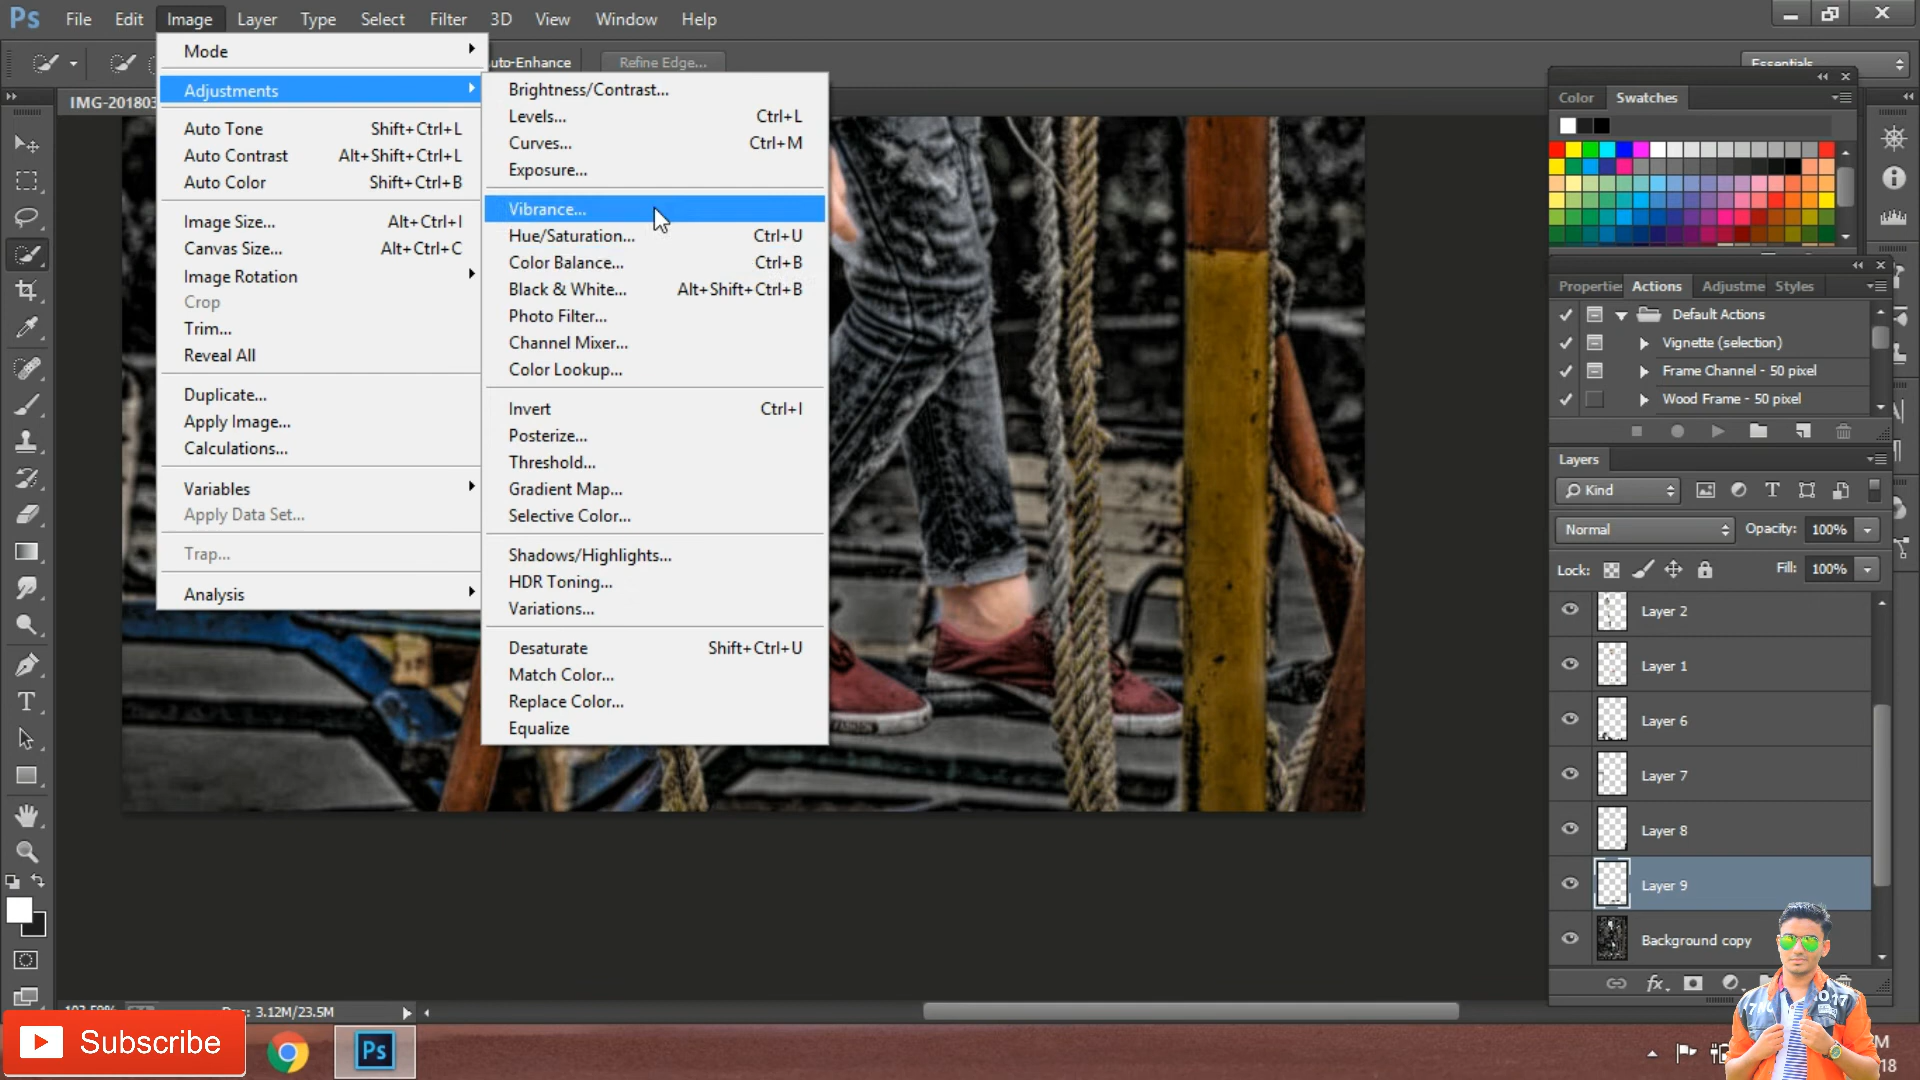 Ps File Edit Image Layer Type Select Filter 3D View Window Help
Mode
Adjustments
Auto Tone Shift+Ctrl+L
Auto Contrast Alt+Shift+Ctrl+L
Auto Color Shift+Ctrl+B
Image Size... Alt+Ctrl+I
Canvas Size... Alt+Ctrl+C
Image Rotation
Crop
Trim...
Reveal All
Duplicate...
Apply Image...
Calculations...
Variables
Apply Data Set...
Trap...
Analysis
uto-Enhance Refine Edge...
Essentials
IMG-201803
Brightness/Contrast...
Levels... Ctrl+L
Curves... Ctrl+M
Exposure...
Vibrance...
Hue/Saturation... Ctrl+U
Color Balance... Ctrl+B
Black & White... Alt+Shift+Ctrl+B
Photo Filter...
Channel Mixer...
Color Lookup...
Invert Ctrl+I
Posterize...
Threshold...
Gradient Map...
Selective Color...
Shadows/Highlights...
HDR Toning...
Variations...
Desaturate Shift+Ctrl+U
Match Color...
Replace Color...
Equalize
Color Swatches
Properties Actions Adjustme Styles
Default Actions
Vignette (selection)
Frame Channel - 50 pixel
Wood Frame - 50 pixel
Layers
Kind
Normal Opacity: 100%
Lock: Fill: 100%
Layer 2
Layer 1
Layer 6
Layer 7
Layer 8
Layer 9
Background copy
fx
3.12M/23.5M
Subscribe
Ps